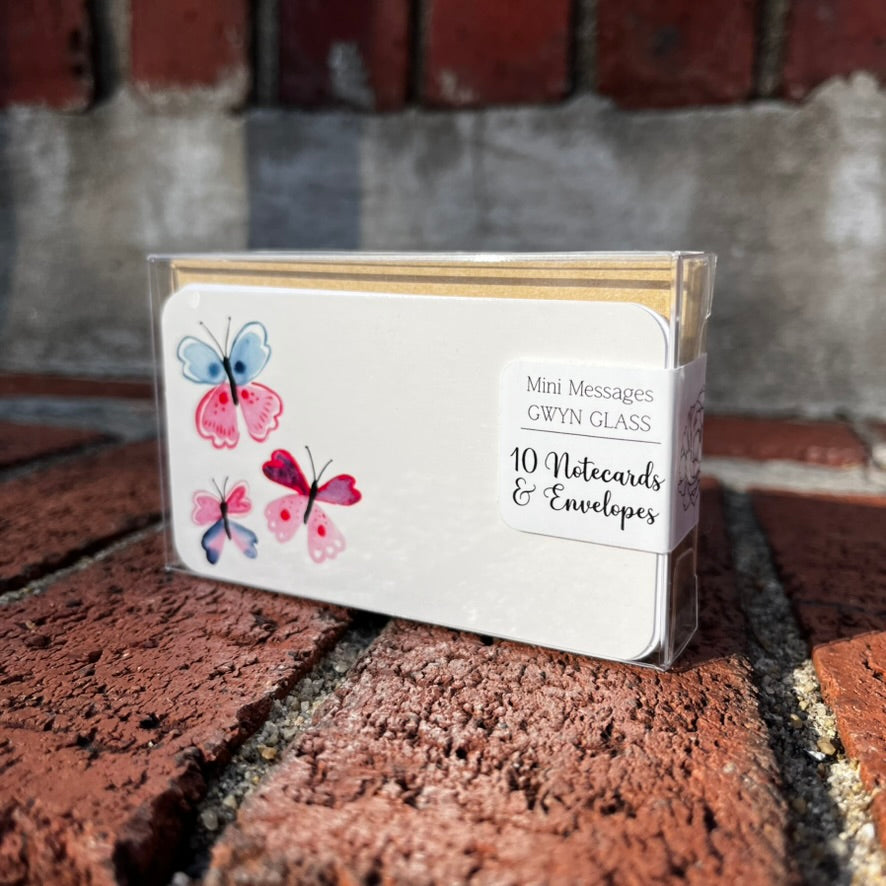 Mini Messages
GWYN GLASS
10 Notecards
& Envelopes